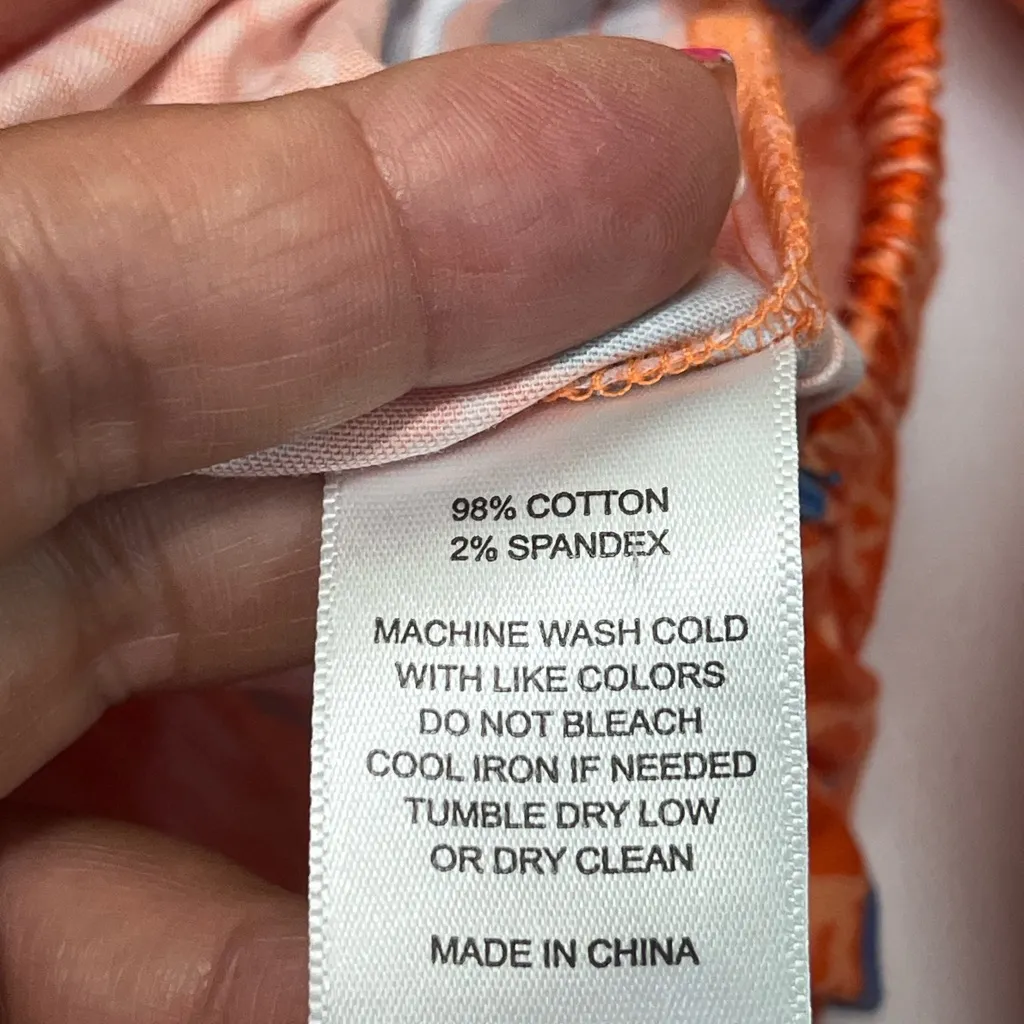 98% COTTON
2% SPANDEX
MACHINE WASH COLD
WITH LIKE COLORS
DO NOT BLEACH
COOL IRON IF NEEDED
TUMBLE DRY LOW
OR DRY CLEAN
MADE IN CHINA